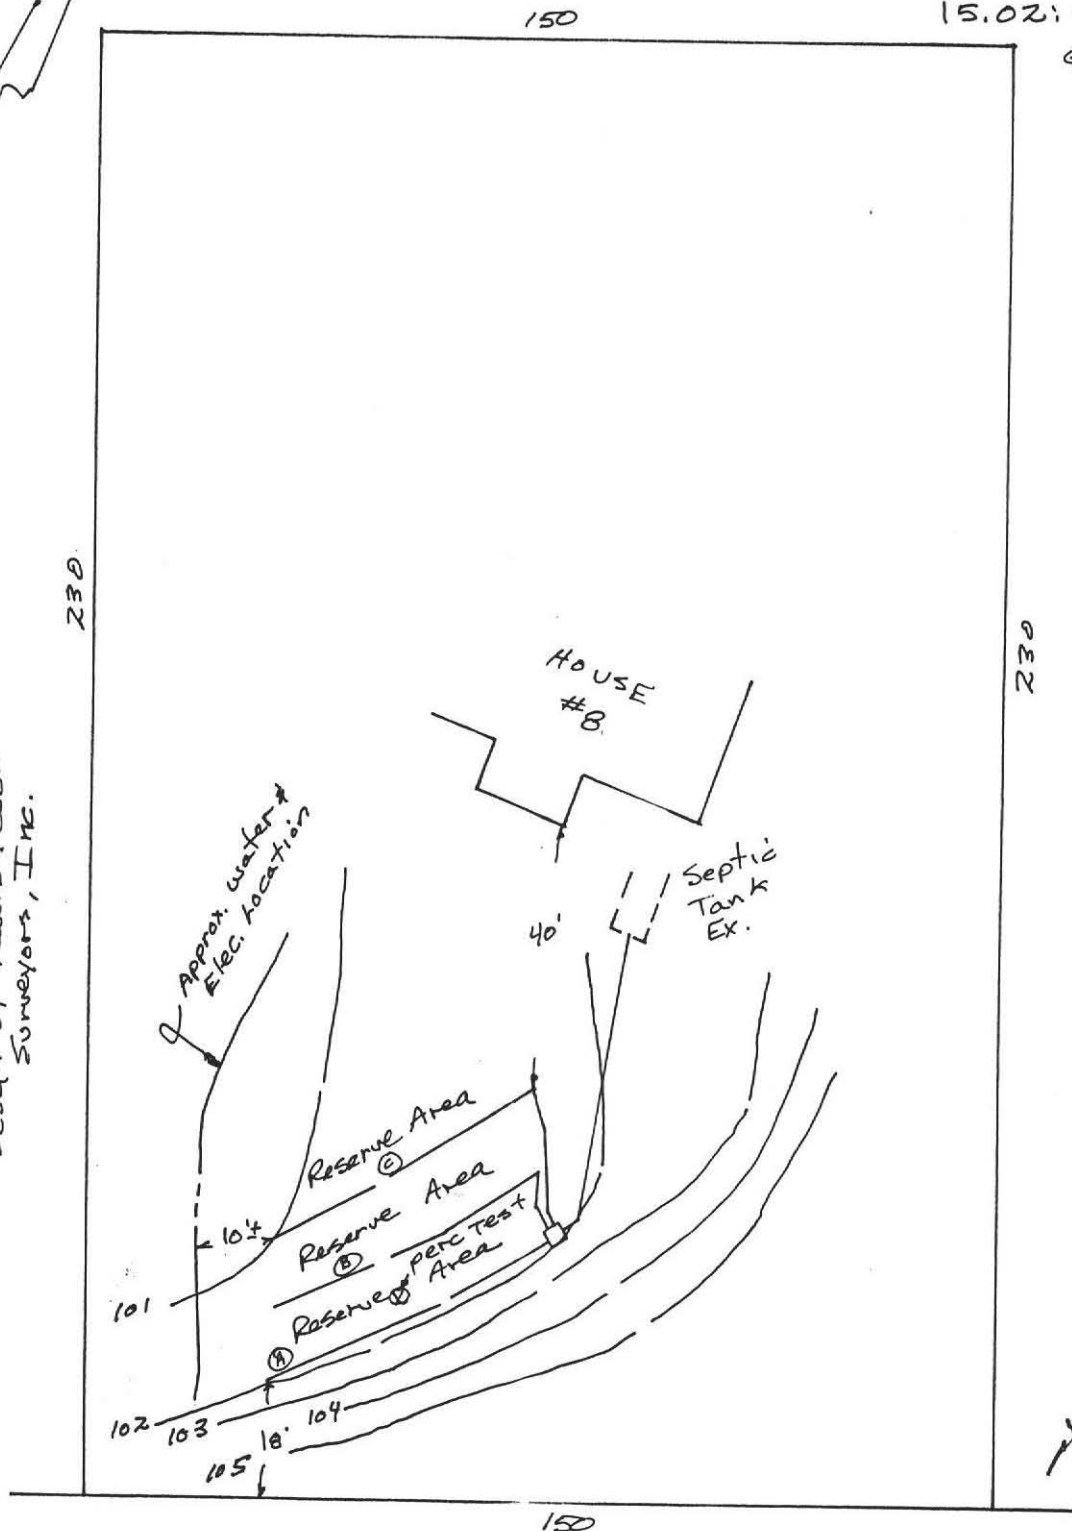 150
15.02:
230
230
HOUSE
#8
Approx. water &
Elec. Location
Surveyors, Inc.
Septic
Tank
Ex.
40'
Reserve Area
C
Reserve Area
B
10'±
Reserve & perc Test
Area
A
101
102
103
104
105
18'
150